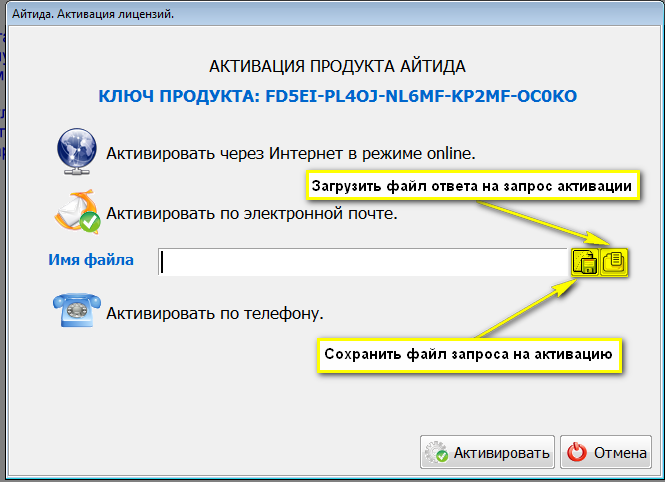 Айтида. Активация лицензий.
АКТИВАЦИЯ ПРОДУКТА АЙТИДА
КЛЮЧ ПРОДУКТА: FD5EI-PL4OJ-NL6MF-KP2MF-OC0KO
Активировать через Интернет в режиме online.
Загрузить файл ответа на запрос активации
Активировать по электронной почте.
Имя файла
Активировать по телефону.
Сохранить файл запроса на активацию
Активировать
Отмена